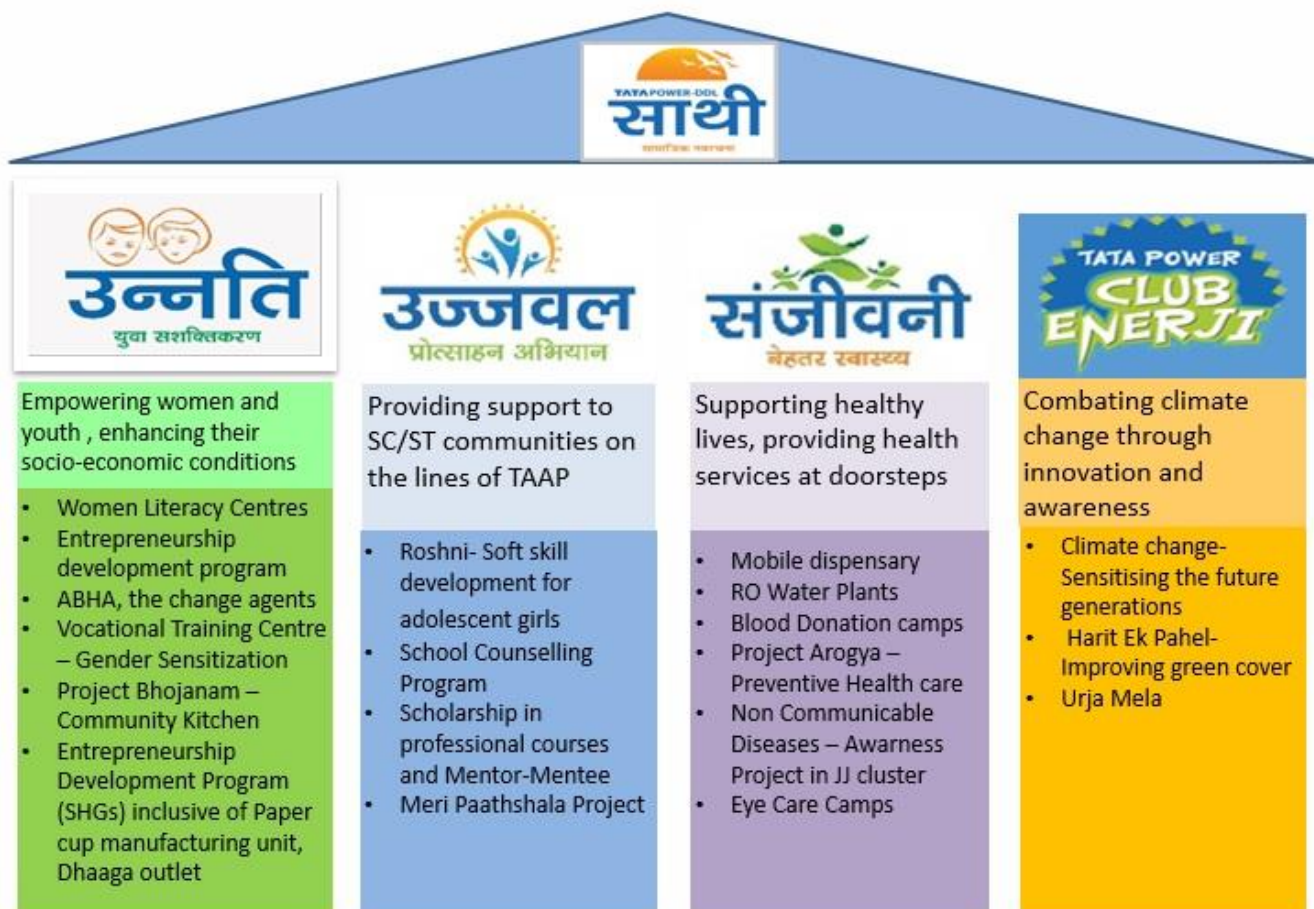 TATA POWER-DDL
साथी
सामाजिक नवाचार
उन्नति
युवा सशक्तिकरण
Empowering women and
youth , enhancing their
socio-economic conditions
• Women Literacy Centres
• Entrepreneurship
development program
• ABHA, the change agents
• Vocational Training Centre
– Gender Sensitization
• Project Bhojanam –
Community Kitchen
• Entrepreneurship
Development Program
(SHGs) inclusive of Paper
cup manufacturing unit,
Dhaaga outlet
उज्जवल
प्रोत्साहन अभियान
Providing support to
SC/ST communities on
the lines of TAAP
• Roshni- Soft skill
development for
adolescent girls
• School Counselling
Program
• Scholarship in
professional courses
and Mentor-Mentee
• Meri Paathshala Project
संजीवनी
बेहतर स्वास्थ्य
Supporting healthy
lives, providing health
services at doorsteps
• Mobile dispensary
• RO Water Plants
• Blood Donation camps
• Project Arogya –
Preventive Health care
• Non Communicable
Diseases – Awarness
Project in JJ cluster
• Eye Care Camps
TATA POWER
CLUB
ENERJI
Combating climate
change through
innovation and
awareness
• Climate change-
Sensitising the future
generations
• Harit Ek Pahel-
Improving green cover
• Urja Mela